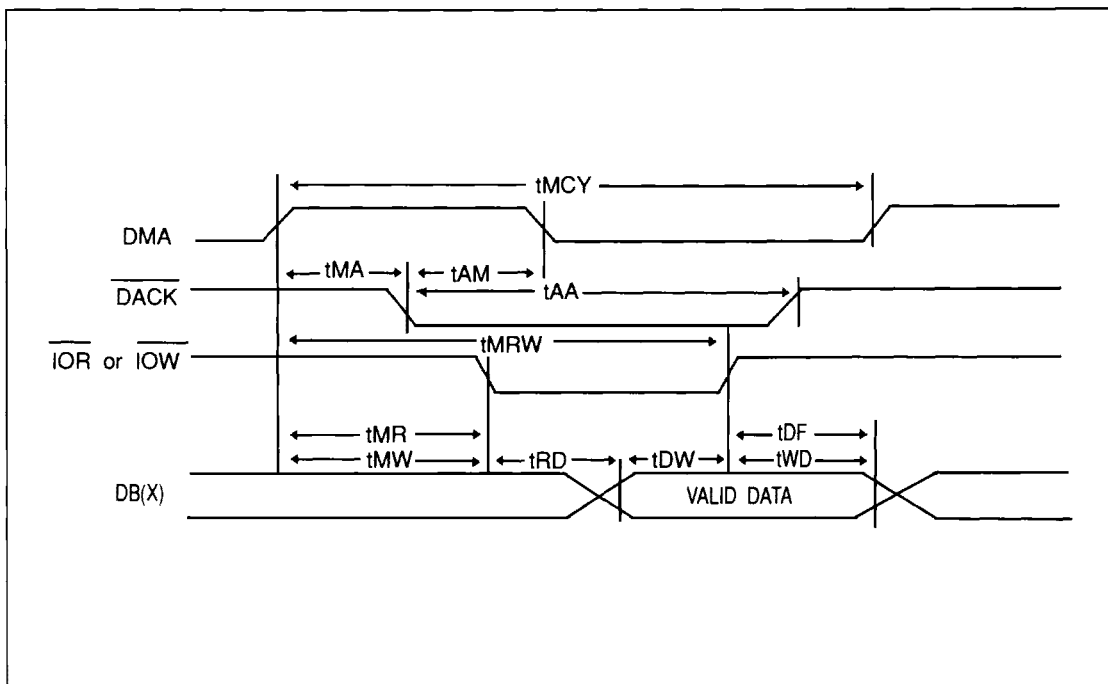 tMCY
DMA
tMA tAM
DACK tAA
tMRW
IOR or IOW
tMR tDF
tMW tRD tDW tWD
DB(X) VALID DATA